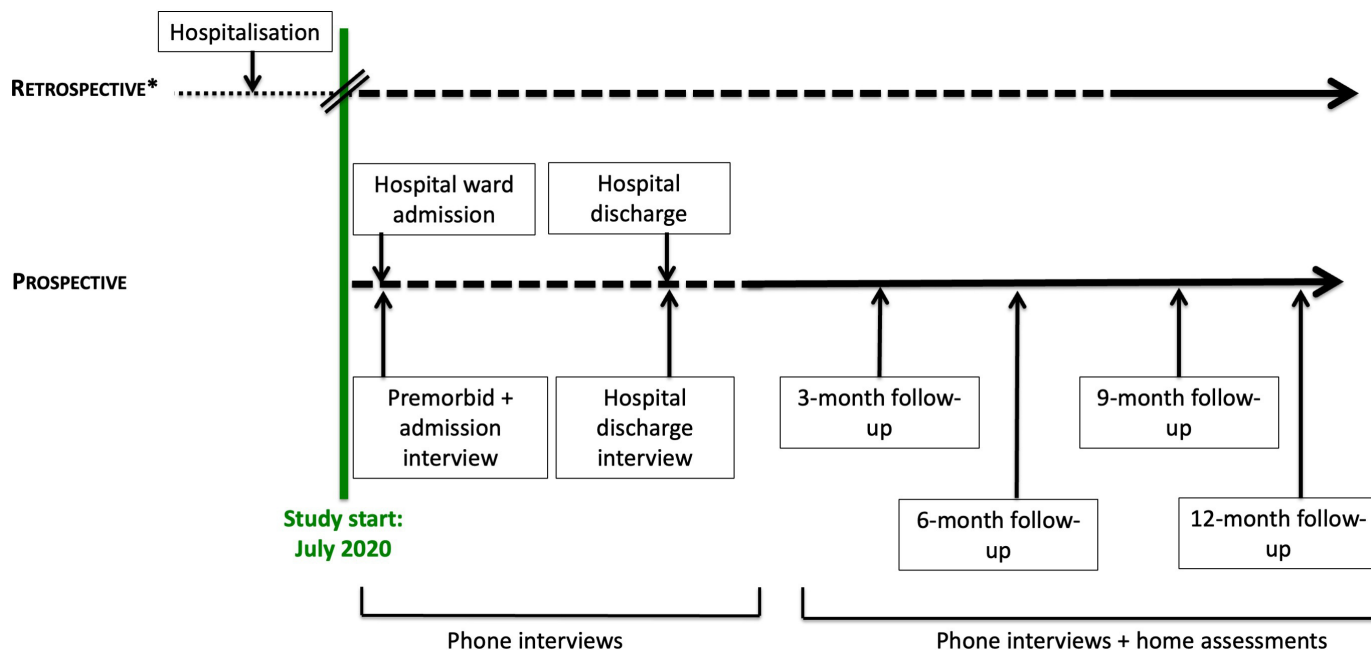 Hospitalisation
RETROSPECTIVE*
Hospital ward
admission
Hospital
discharge
PROSPECTIVE
Premorbid +
admission
interview
Hospital
discharge
interview
3-month follow-
up
9-month follow-
up
6-month follow-
up
12-month follow-
up
Study start:
July 2020
Phone interviews
Phone interviews + home assessments